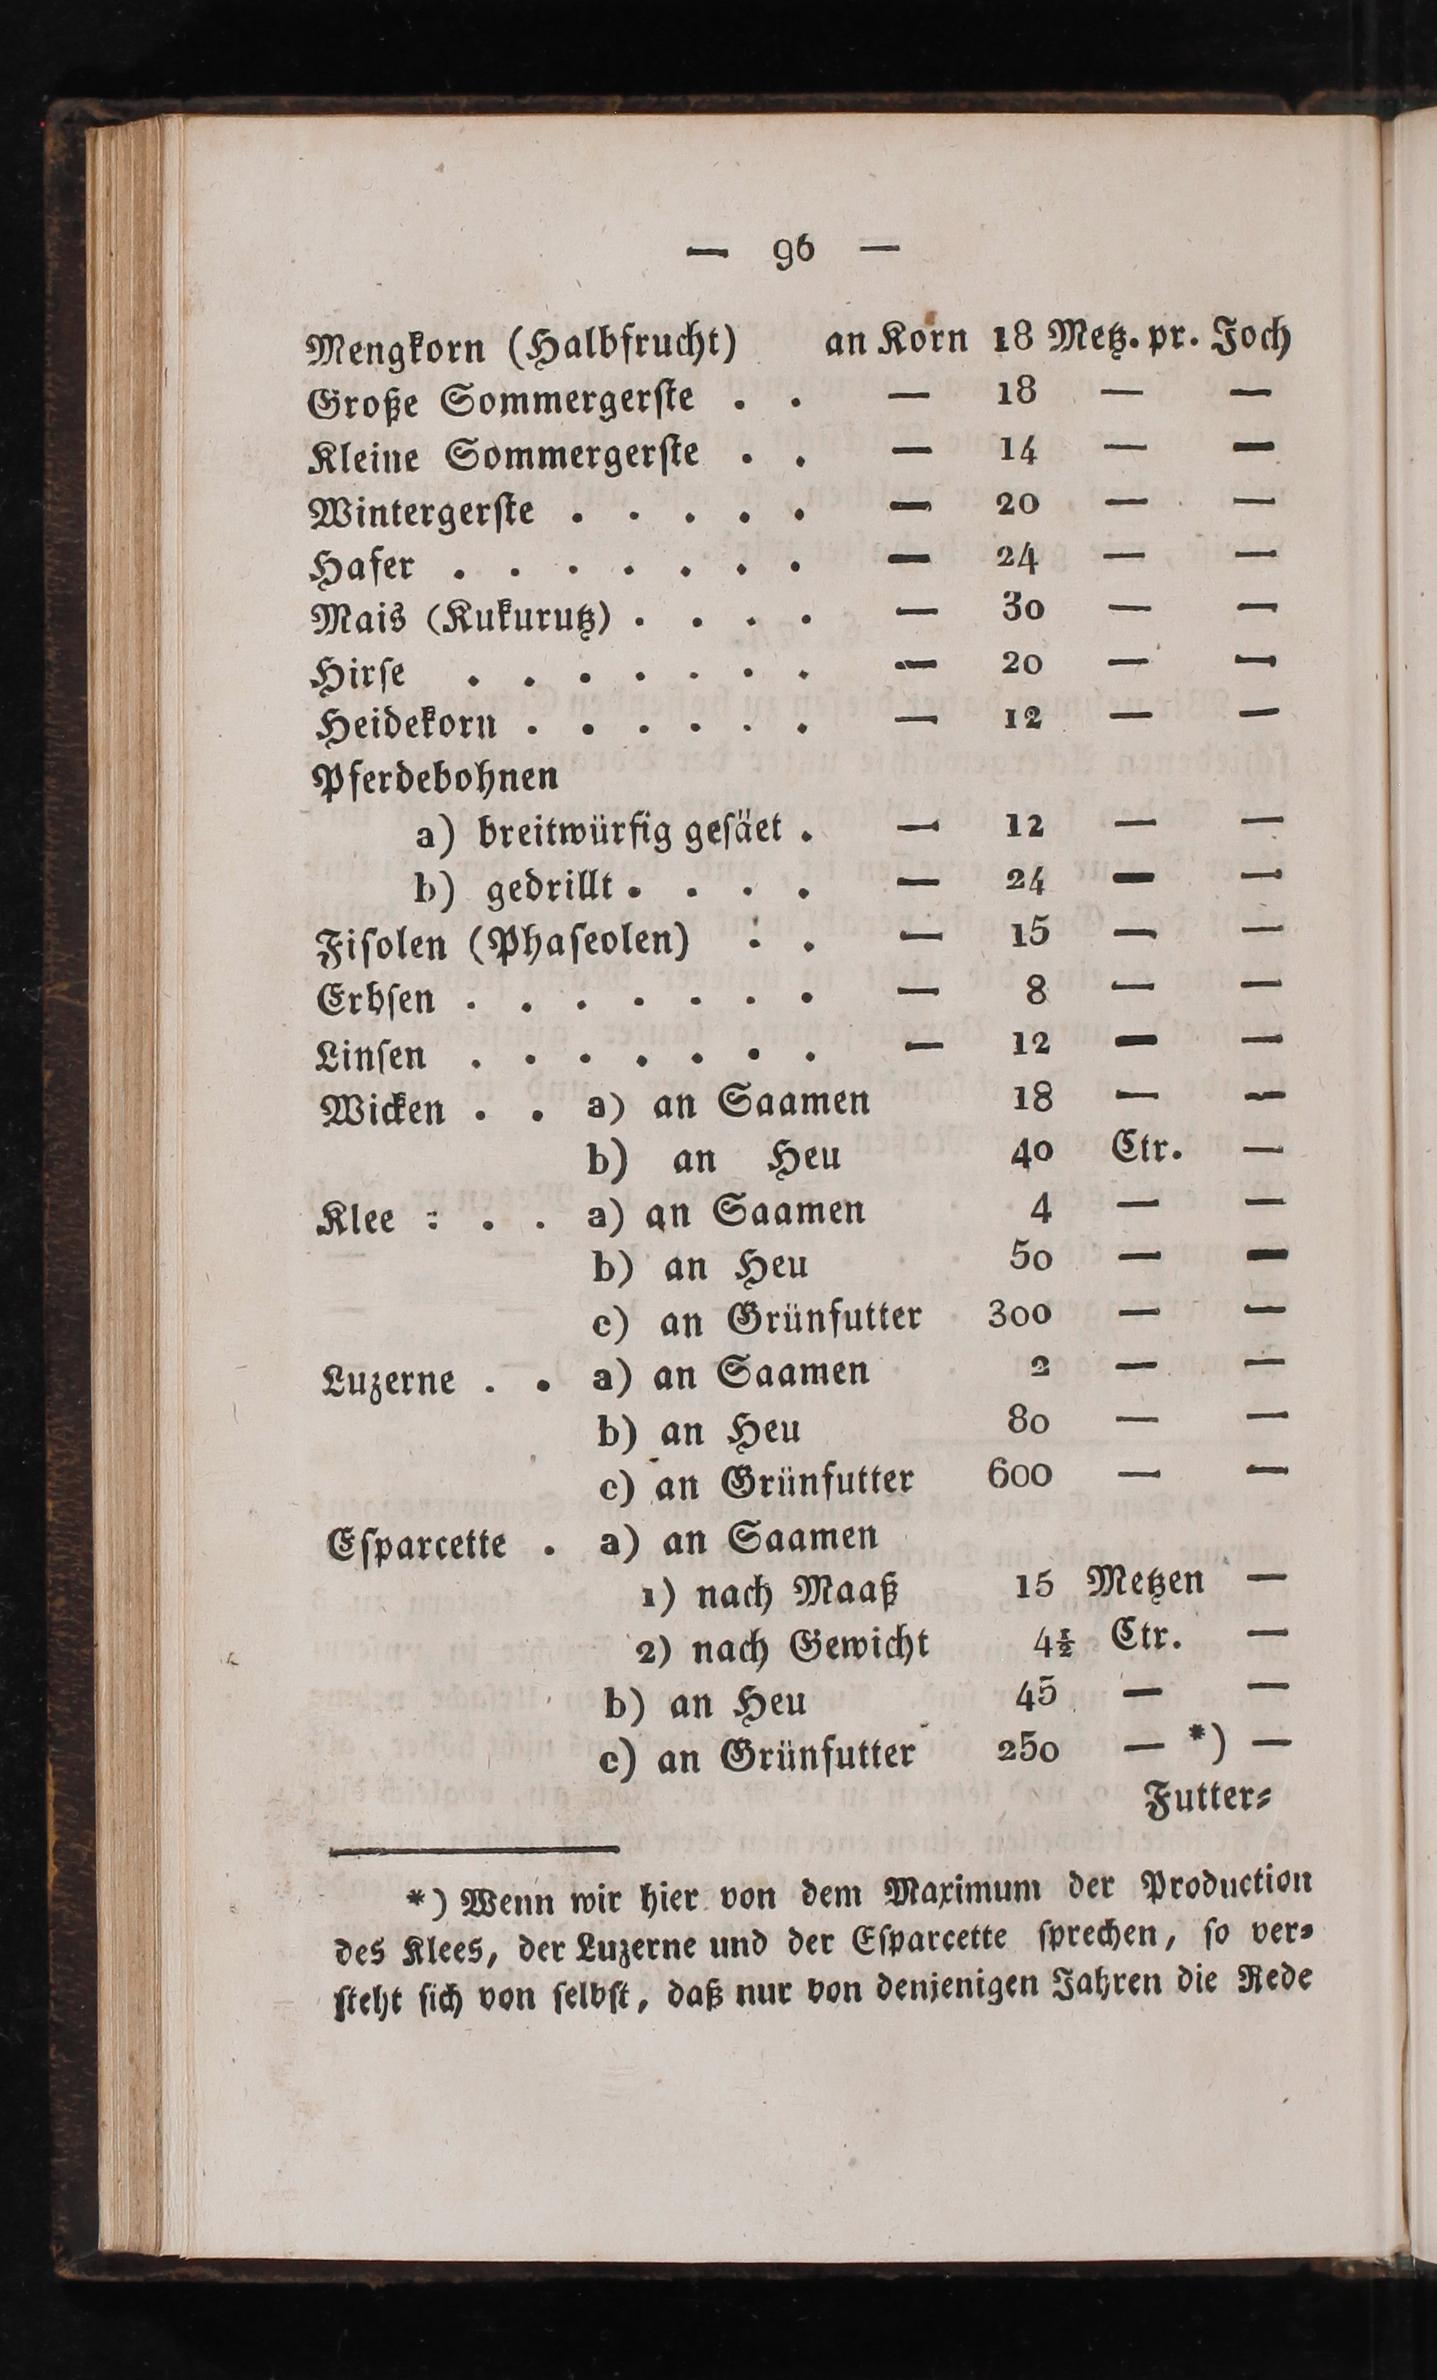 — 96 —
Mengkorn (Halbfrucht) an Korn 18 Metz. pr. Joch
Große Sommergerſte . . — 18 — —
Kleine Sommergerſte . . — 14 — —
Wintergerſte . . . . . — 20 — —
Hafer . . . . . . . — 24 — —
Mais (Kukurutz) . . . . — 30 — —
Hirſe . . . . . . . — 20 — —
Heidekorn . . . . . . — 12 — —
Pferdebohnen
a) breitwürfig geſäet . — 12 — —
b) gedrillt . . . . — 24 — —
Fiſolen (Phaſeolen) : . — 15 — —
Erbſen . . . . . . . — 8 — —
Linſen . . . . . . . — 12 — —
Wicken . . a) an Saamen 18 — —
b) an Heu 40 Ctr. —
Klee : . . a) an Saamen 4 — —
b) an Heu 50 — —
c) an Grünfutter 300 — —
Luzerne . . a) an Saamen 2 — —
b) an Heu 80 — —
c) an Grünfutter 600 — —
Eſparcette . a) an Saamen
1) nach Maaß 15 Metzen —
2) nach Gewicht 4½ Ctr. —
b) an Heu 45 — —
c) an Grünfutter 250 — *) —
Futter⸗
*) Wenn wir hier von dem Maximum der Production
des Klees, der Luzerne und der Eſparcette ſprechen, ſo ver⸗
ſteht ſich von ſelbſt, daß nur von denjenigen Jahren die Rede